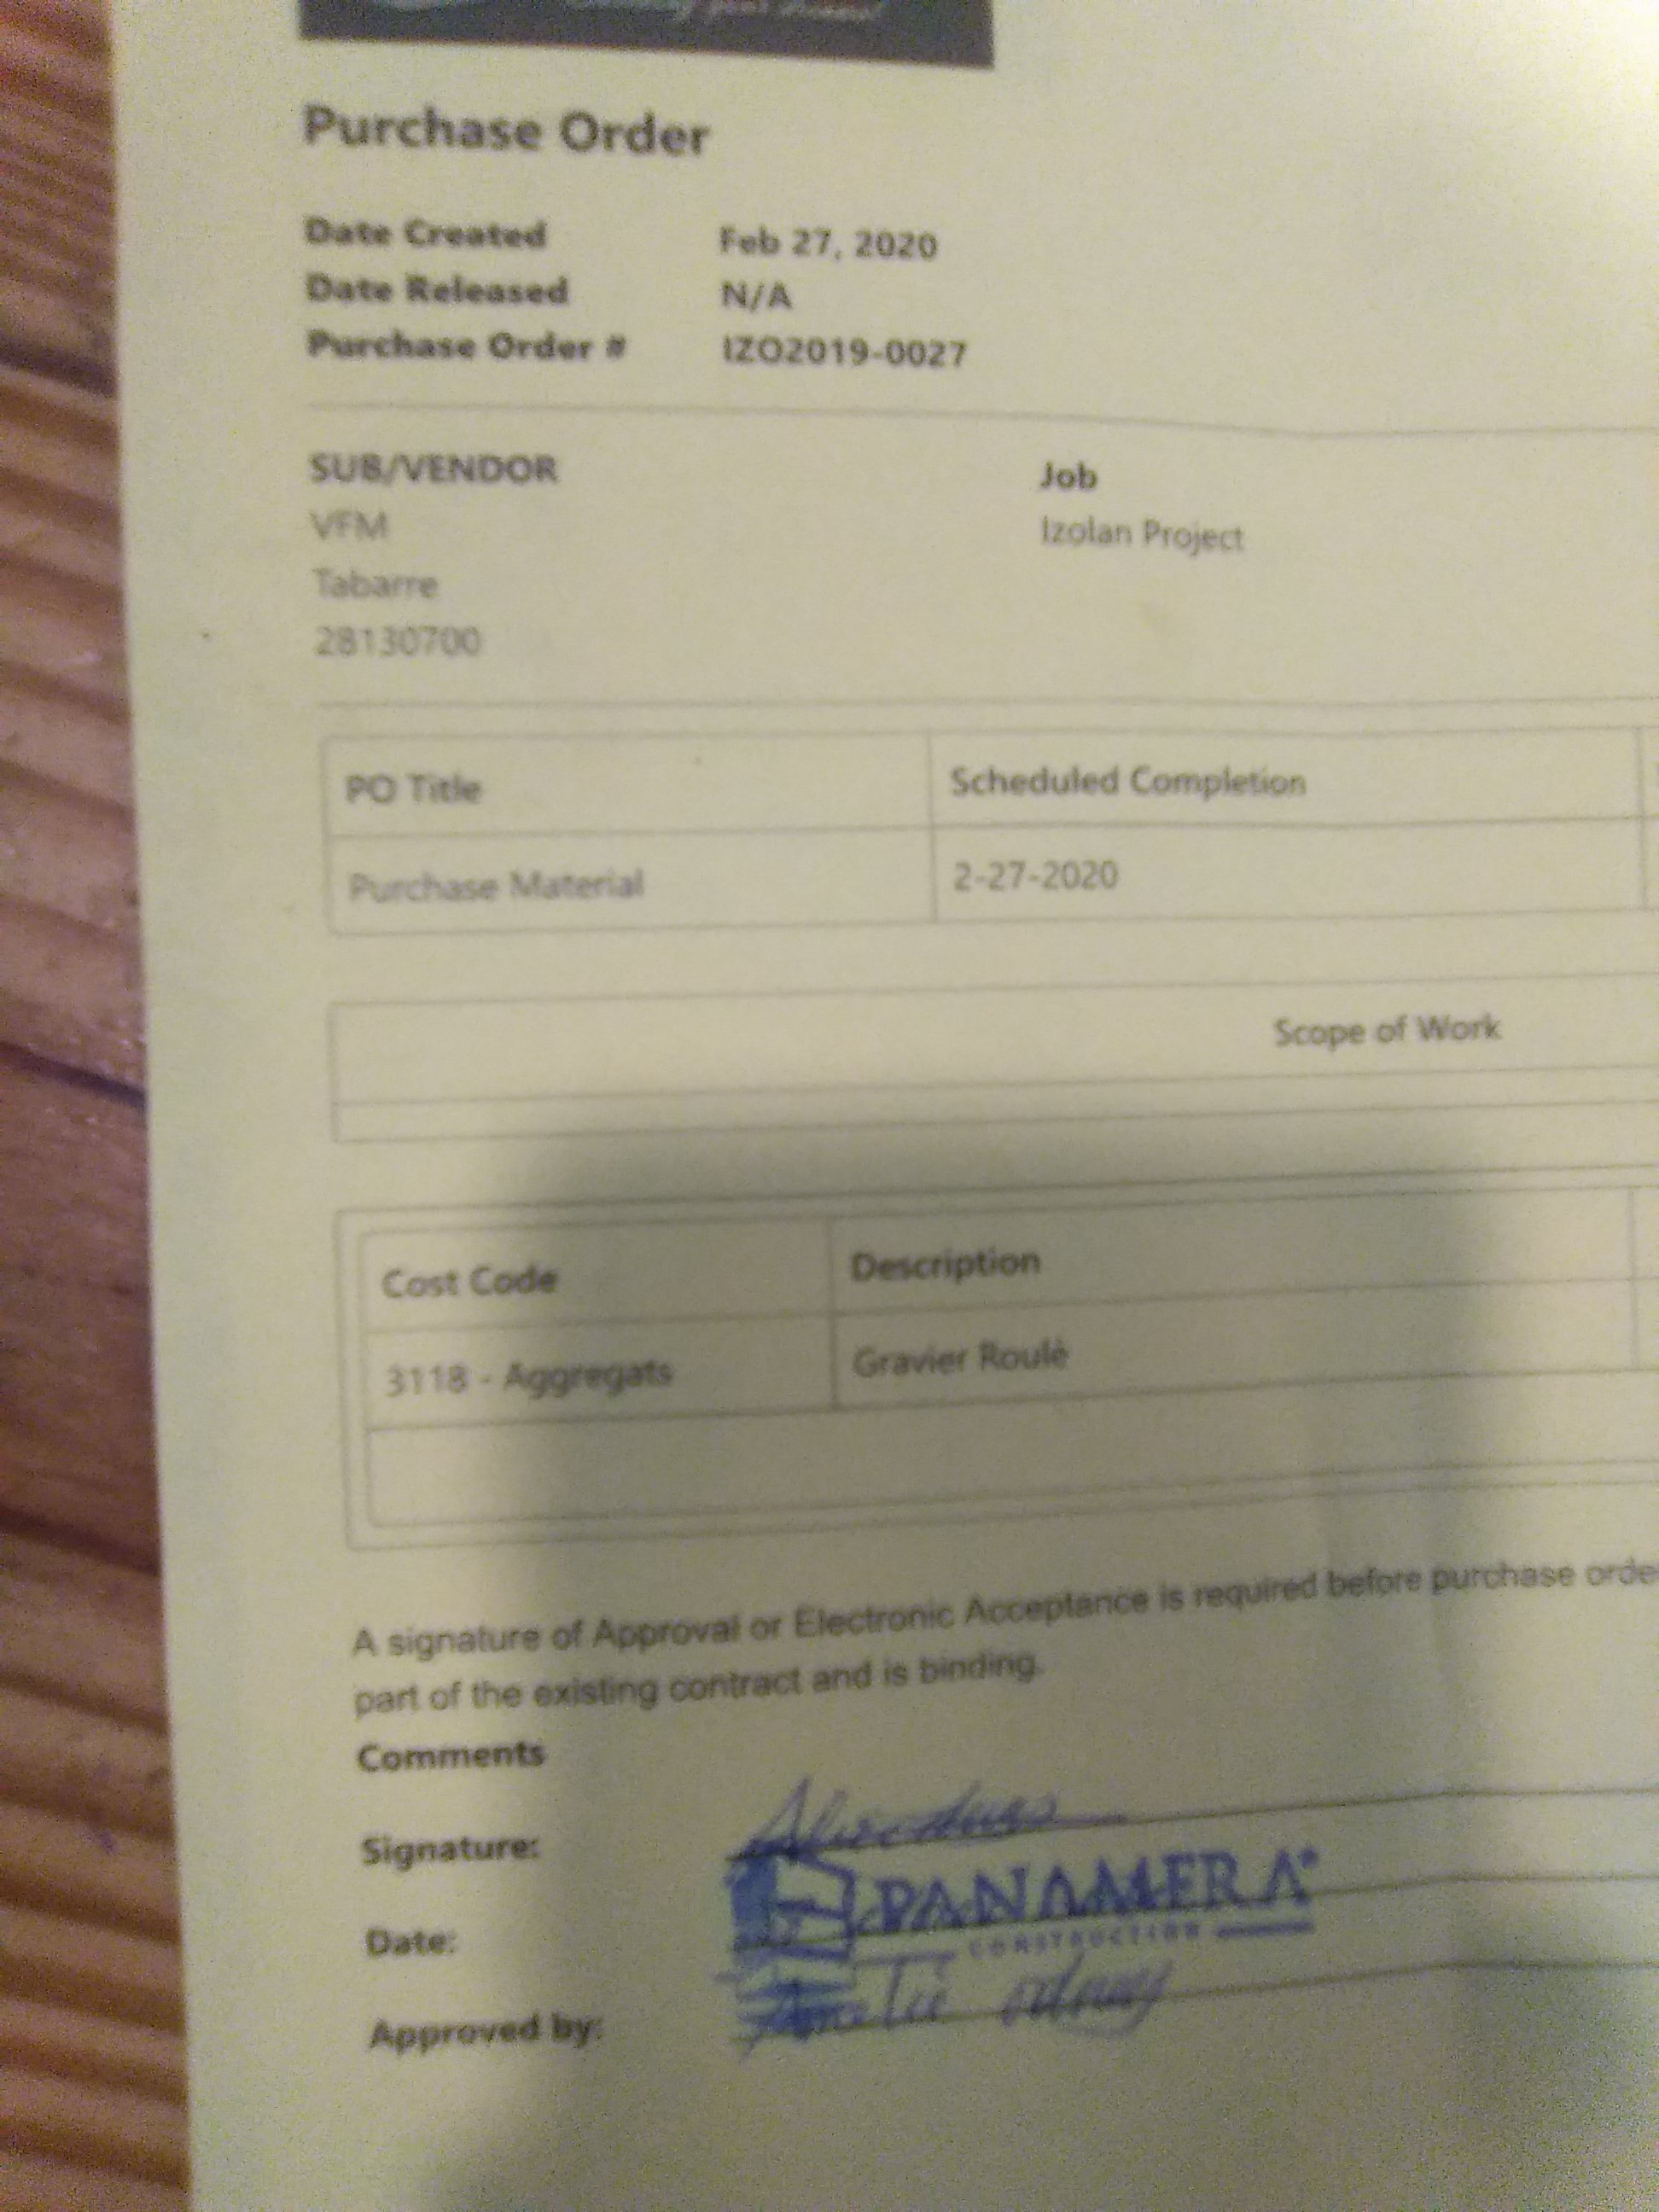 Purchase Order
Date Created Feb 27, 2020
Date Released N/A
Purchase Order # IZO2019-0027
SUB/VENDOR Job
VFM Izolan Project
Tabarre
28130700
PO Title Scheduled Completion
Purchase Material 2-27-2020
Scope of Work
Cost Code Description
3118 - Aggregats Gravier Roulé
A signature of Approval or Electronic Acceptance is required before purchase orde
part of the existing contract and is binding.
Comments
Signature:
PANAMERA
CONSTRUCTION
Date:
Approved by: